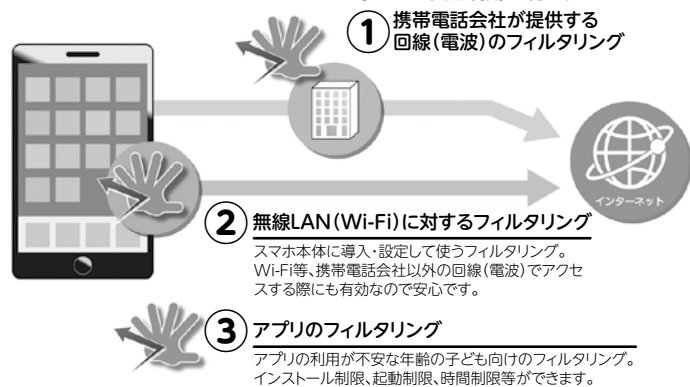 ①携帯電話会社が提供する
回線(電波)のフィルタリング
インターネット
②無線LAN(Wi-Fi)に対するフィルタリング
スマホ本体に導入・設定して使うフィルタリング。
Wi-Fi等、携帯電話会社以外の回線(電波)でアクセ
スする際にも有効なので安心です。
③アプリのフィルタリング
アプリの利用が不安な年齢の子ども向けのフィルタリング。
インストール制限、起動制限、時間制限等ができます。